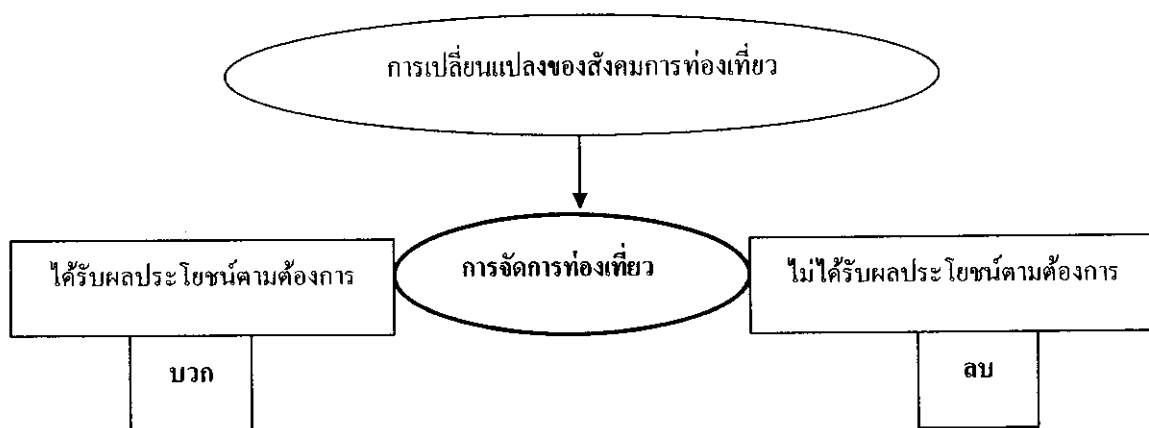 การเปลี่ยนแปลงของสังคมการท่องเที่ยว
การจัดการท่องเที่ยว
ได้รับผลประโยชน์ตามต้องการ
ไม่ได้รับผลประโยชน์ตามต้องการ
บวก
ลบ